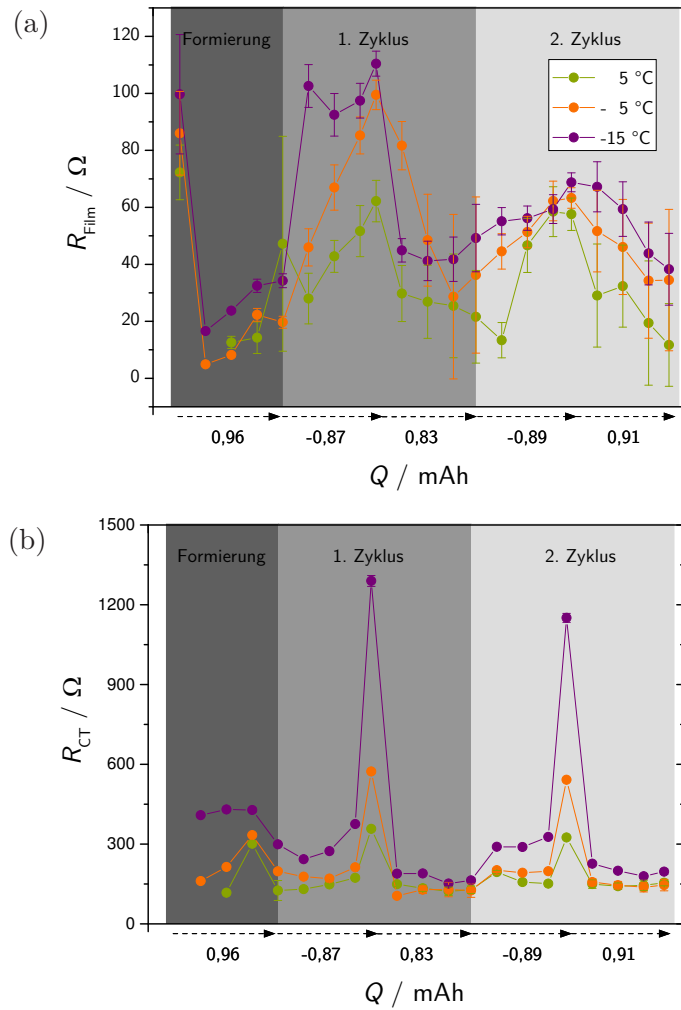 (a)
Formierung 1. Zyklus 2. Zyklus
5 °C
- 5 °C
-15 °C
120
100
80
60
40
20
0
R_Film / Ω
0,96 -0,87 0,83 -0,89 0,91
Q / mAh
(b)
Formierung 1. Zyklus 2. Zyklus
1500
1200
900
600
300
0
R_CT / Ω
0,96 -0,87 0,83 -0,89 0,91
Q / mAh